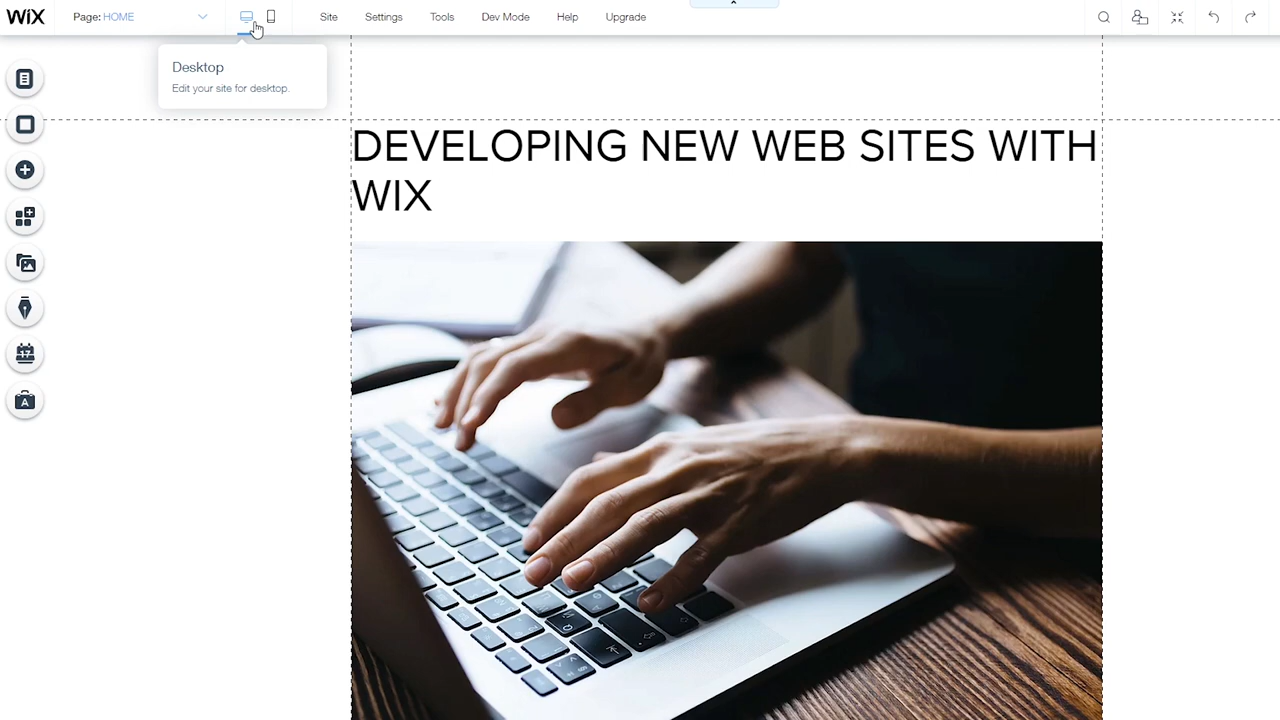 WiX Page: HOME Site Settings Tools Dev Mode Help Upgrade
Desktop
Edit your site for desktop.
DEVELOPING NEW WEB SITES WITH
WIX
17
A